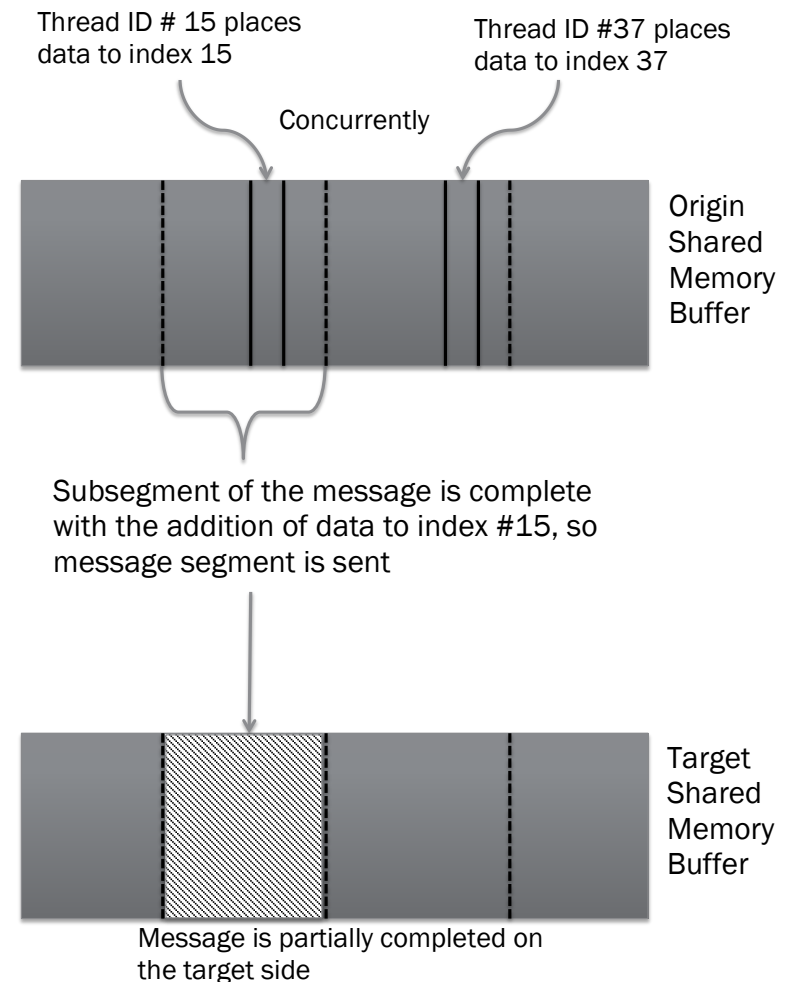 Thread ID # 15 places
data to index 15
Thread ID #37 places
data to index 37
Concurrently
Origin
Shared
Memory
Buffer
Subsegment of the message is complete
with the addition of data to index #15, so
message segment is sent
Target
Shared
Memory
Buffer
Message is partially completed on
the target side